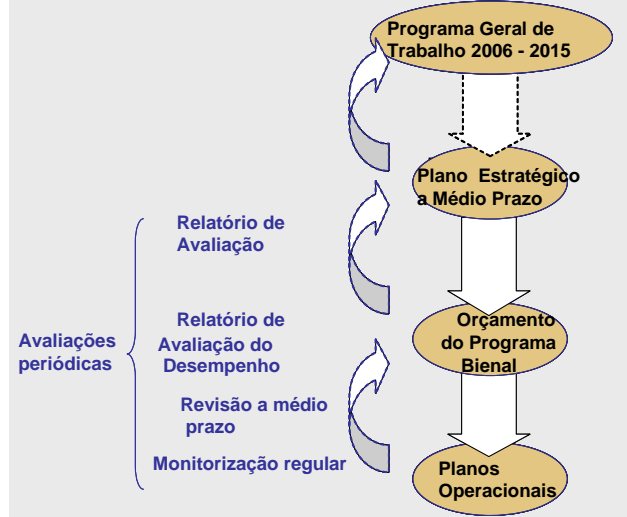 Programa Geral de
Trabalho 2006 - 2015
Plano Estratégico
a Médio Prazo
Relatório de
Avaliação
Orçamento
do Programa
Bienal
Relatório de
Avaliação do
Desempenho
Avaliações
periódicas
Revisão a médio
prazo
Monitorização regular
Planos
Operacionais